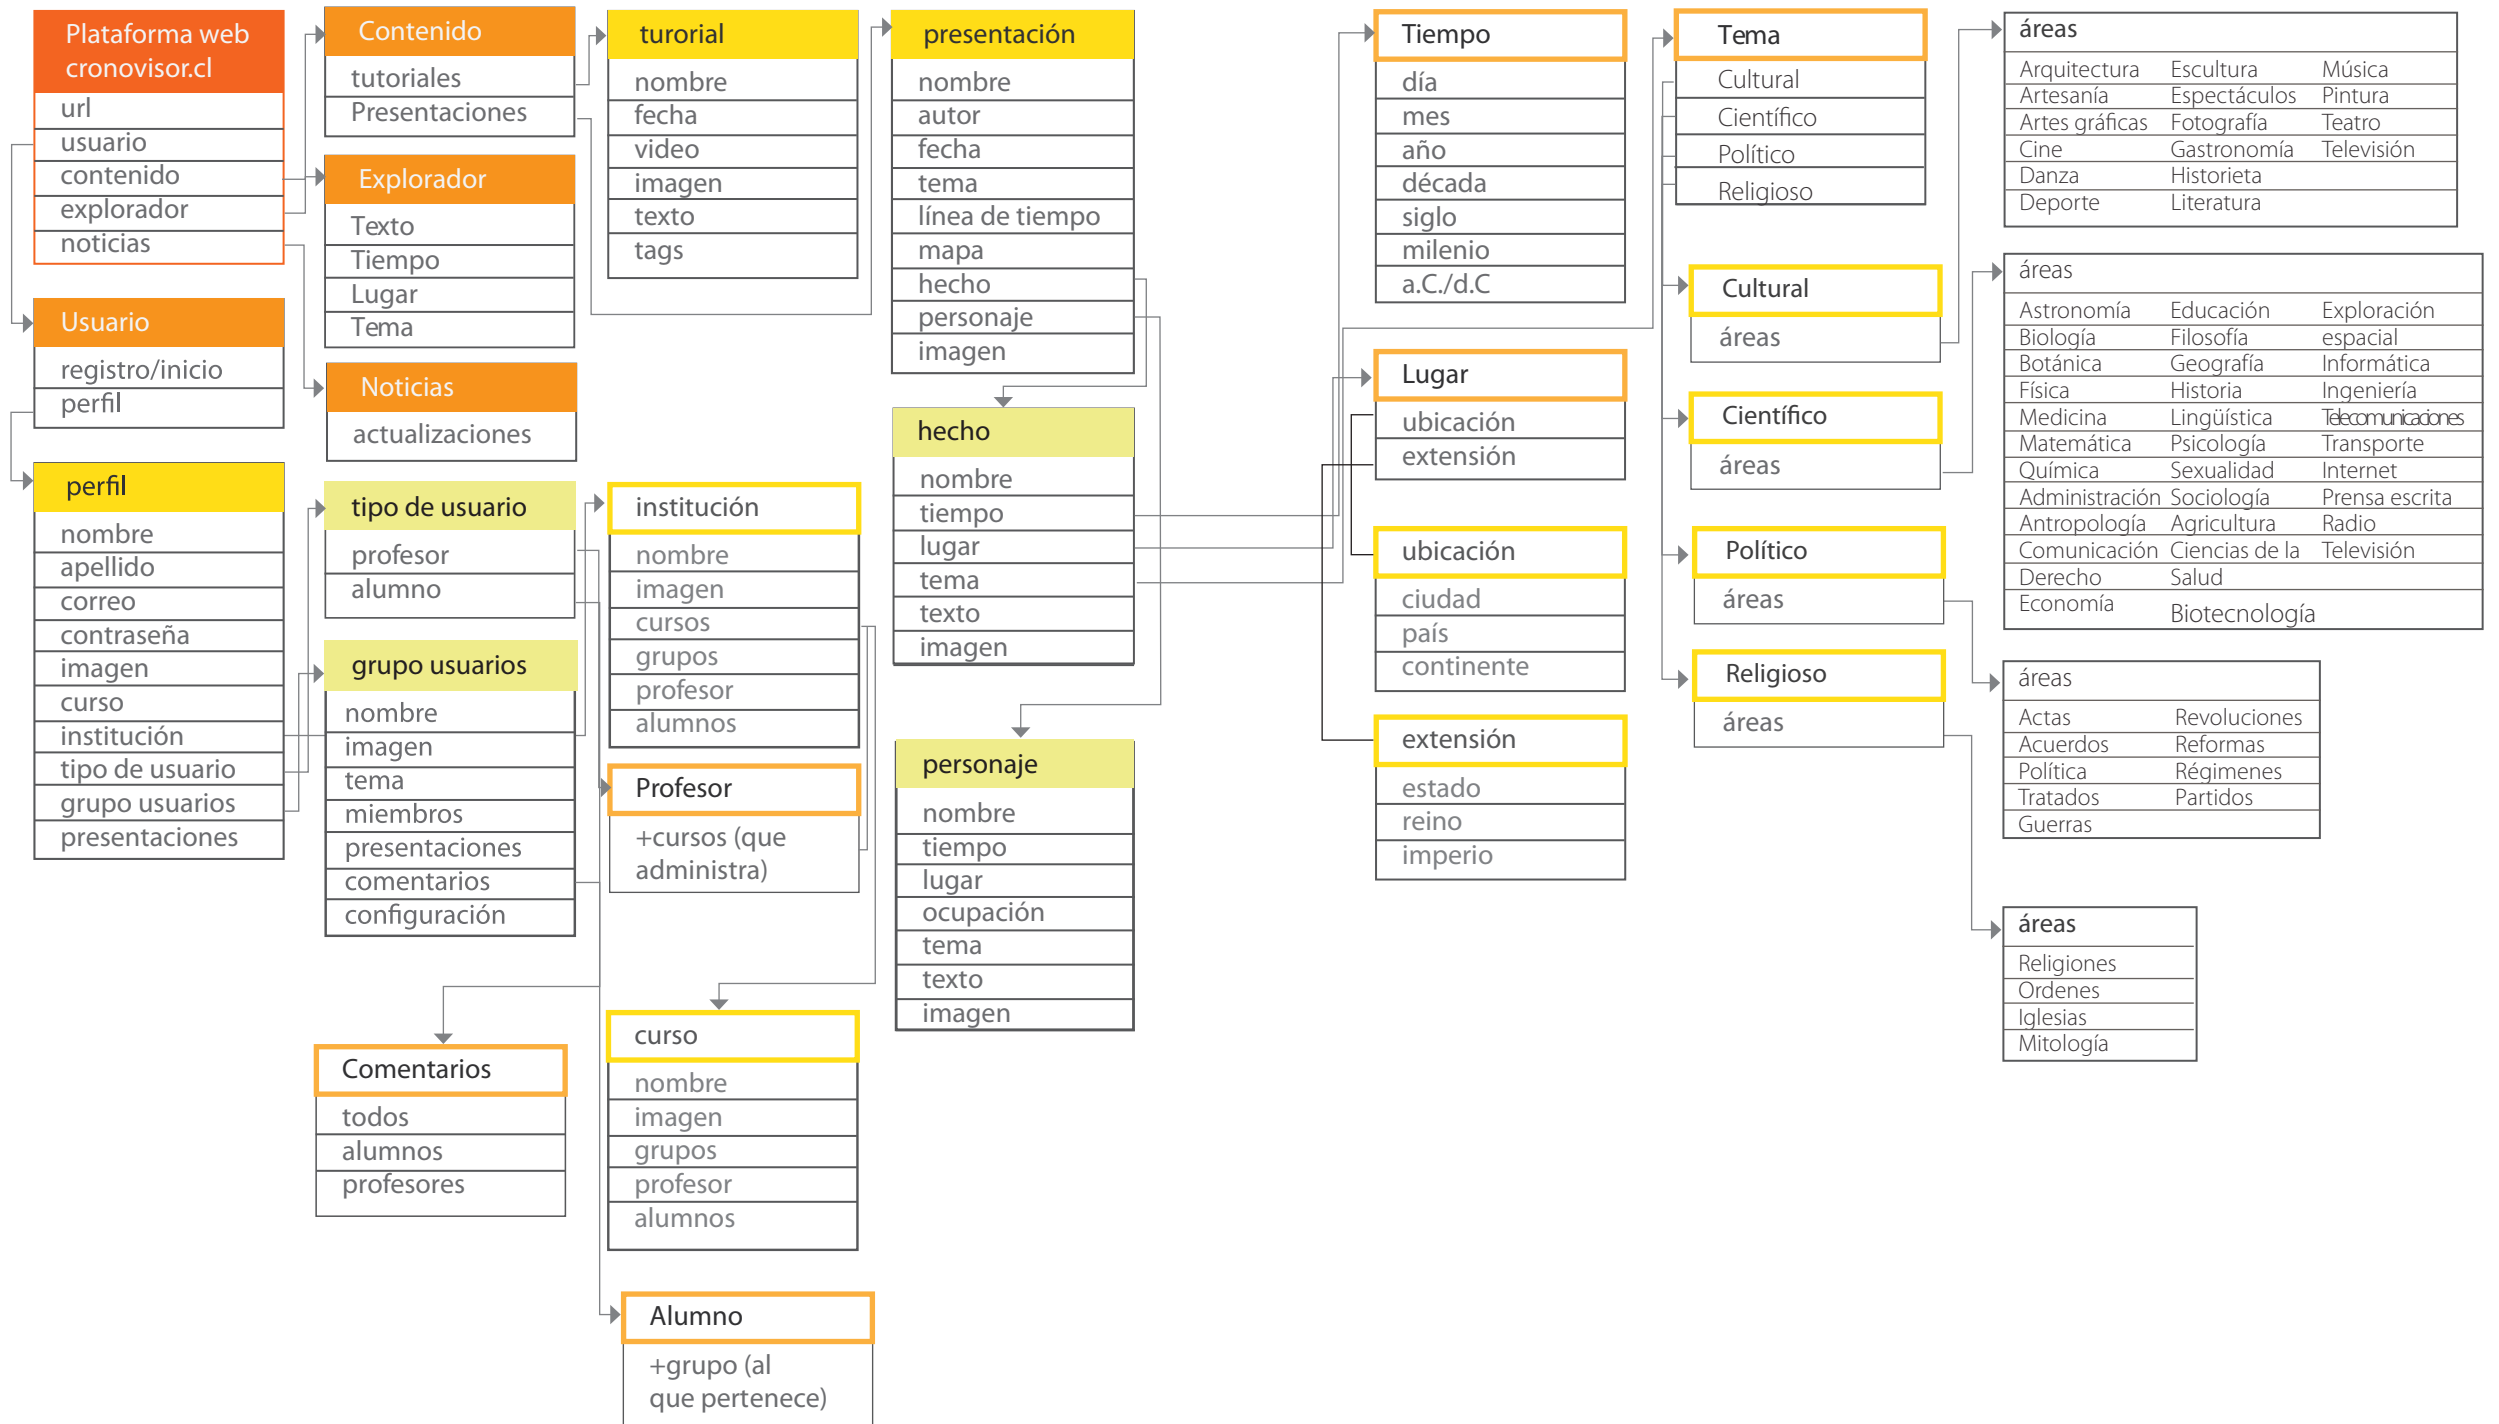 Plataforma web
cronovisor.cl
url
usuario
contenido
explorador
noticias
Usuario
registro/inicio
perfil
perfil
nombre
apellido
correo
contraseña
imagen
curso
institución
tipo de usuario
grupo usuarios
presentaciones
Contenido
tutoriales
Presentaciones
Explorador
Texto
Tiempo
Lugar
Tema
Noticias
actualizaciones
tipo de usuario
profesor
alumno
grupo usuarios
nombre
imagen
tema
miembros
presentaciones
comentarios
configuración
Comentarios
todos
alumnos
profesores
turorial
nombre
fecha
video
imagen
texto
tags
institución
nombre
imagen
cursos
grupos
profesor
alumnos
Profesor
+cursos (que
administra)
curso
nombre
imagen
grupos
profesor
alumnos
Alumno
+grupo (al
que pertenece)
presentación
nombre
autor
fecha
tema
línea de tiempo
mapa
hecho
personaje
imagen
hecho
nombre
tiempo
lugar
tema
texto
imagen
personaje
nombre
tiempo
lugar
ocupación
tema
texto
imagen
Tiempo
día
mes
año
década
siglo
milenio
a.C./d.C
Lugar
ubicación
extensión
ubicación
ciudad
país
continente
extensión
estado
reino
imperio
Tema
Cultural
Científico
Político
Religioso
Cultural
áreas
Científico
áreas
Político
áreas
Religioso
áreas
áreas
Arquitectura Escultura Música
Artesanía Espectáculos Pintura
Artes gráficas Fotografía Teatro
Cine Gastronomía Televisión
Danza Historieta
Deporte Literatura
áreas
Astronomía Educación Exploración
Biología Filosofía espacial
Botánica Geografía Informática
Física Historia Ingeniería
Medicina Lingüística Telecomunicaciones
Matemática Psicología Transporte
Química Sexualidad Internet
Administración Sociología Prensa escrita
Antropología Agricultura Radio
Comunicación Ciencias de la Televisión
Derecho Salud
Economía Biotecnología
áreas
Actas Revoluciones
Acuerdos Reformas
Política Régimenes
Tratados Partidos
Guerras
áreas
Religiones
Ordenes
Iglesias
Mitología